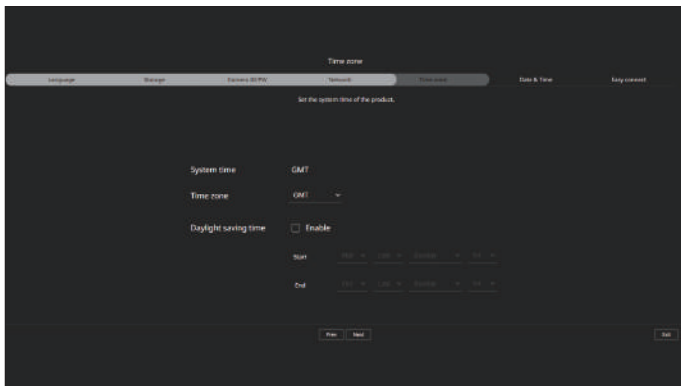 Time zone
Language Storage Camera ID/PW Network Time zone Date & Time Easy connect
Set the system time of the product.
System time GMT
Time zone GMT
Daylight saving time Enable
Start
End
Prev Next Exit